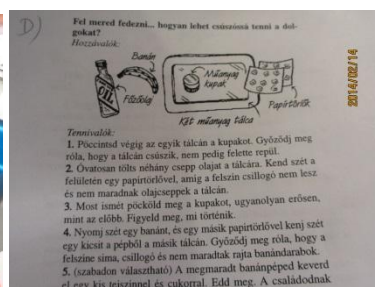 D)
Fel mered fedezni... hogyan lehet csúszóssá tenni a dol-
gokat?
Hozzávalók:
Banán
OIL
Főzőolaj
Műanyag
kupak
Papírtörlők
Két műanyag tálca
2014/02/14
Tennivalók:
1. Pöccintsd végig az egyik tálcán a kupakot. Győződj meg
róla, hogy a tálcán csúszik, nem pedig felette repül.
2. Óvatosan tölts néhány csepp olajat a tálcára. Kend szét a
felületén egy papírtörlővel, amíg a felszín csillogó nem lesz
és nem maradnak olajcseppek a tálcán.
3. Most ismét pöcköld meg a kupakot, ugyanolyan erősen,
mint az előbb. Figyeld meg, mi történik.
4. Nyomj szét egy banánt, és egy másik papírtörlővel kenj szét
egy kicsit a pépből a másik tálcán. Győződj meg róla, hogy a
felszíne sima, csillogó és nem maradtak rajta banándarabok.
5. (szabadon választható) A megmaradt banánpépet keverd
el egy kis tejszínnel és cukorral. Edd meg. A családodnak